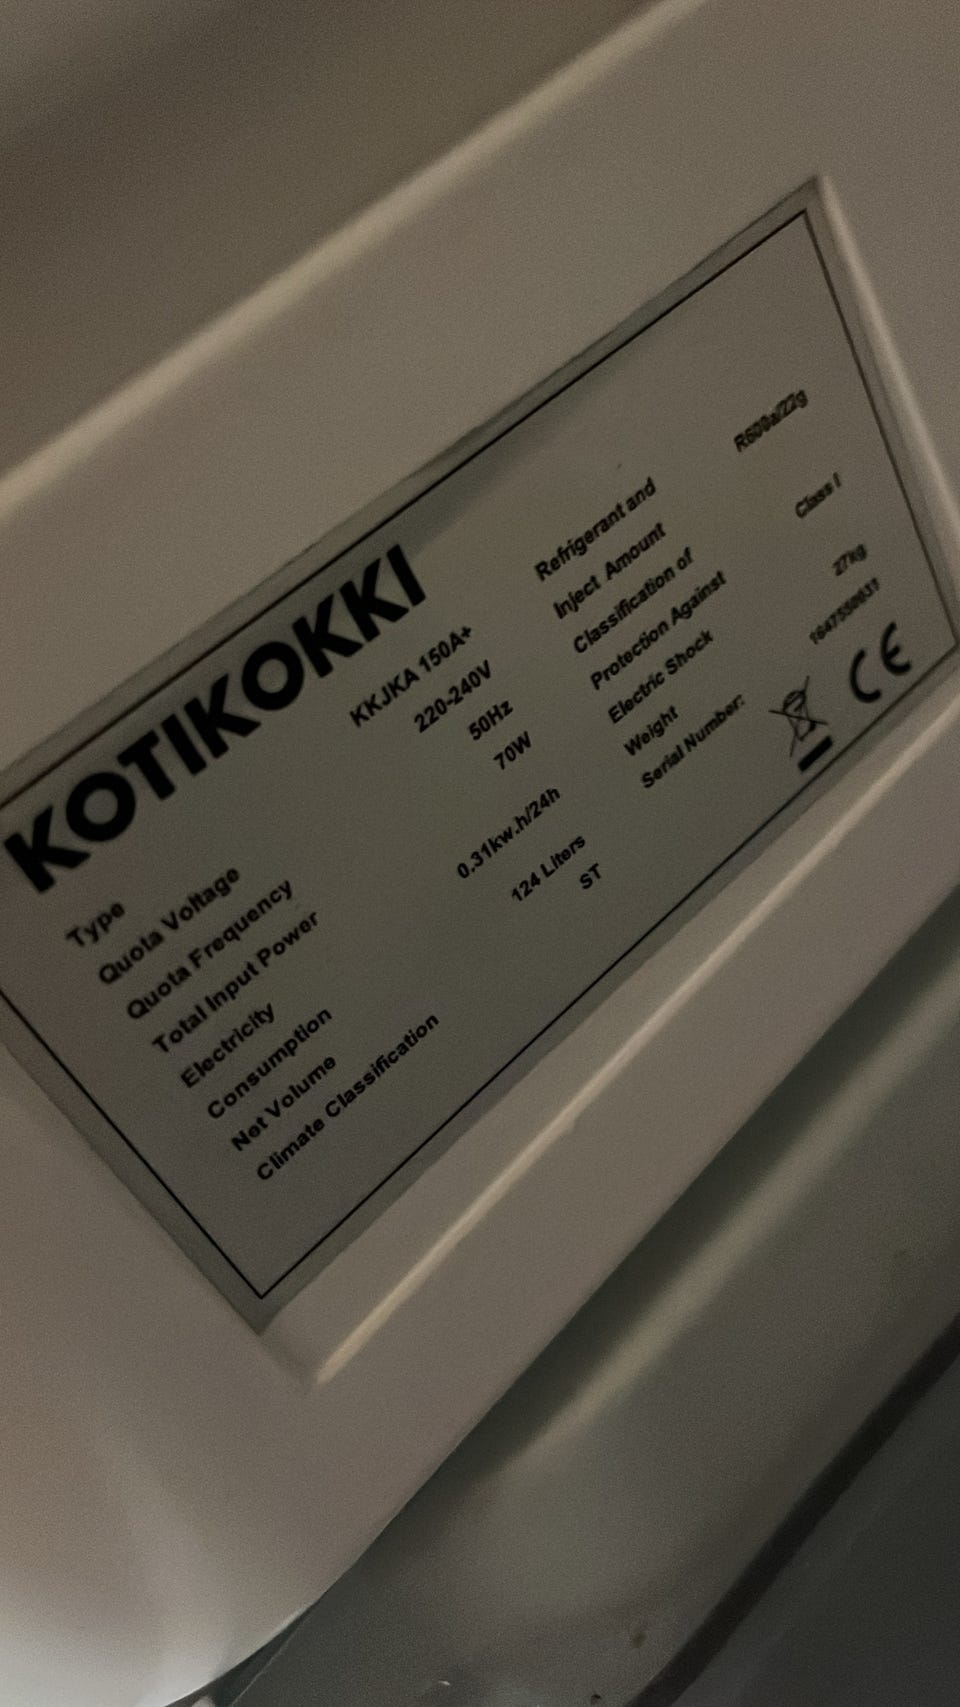 KOTIKOKKI
Type KKJKA 150A+
Quota Voltage 220-240V
Quota Frequency 50Hz
Total Input Power 70W
Electricity
Consumption 0.31kw.h/24h
Net Volume 124 Liters
Climate Classification ST
Refrigerant and
Inject Amount R600a/22g
Classification of
Protection Against
Electric Shock Class I
Weight 27kg
Serial Number:
CE